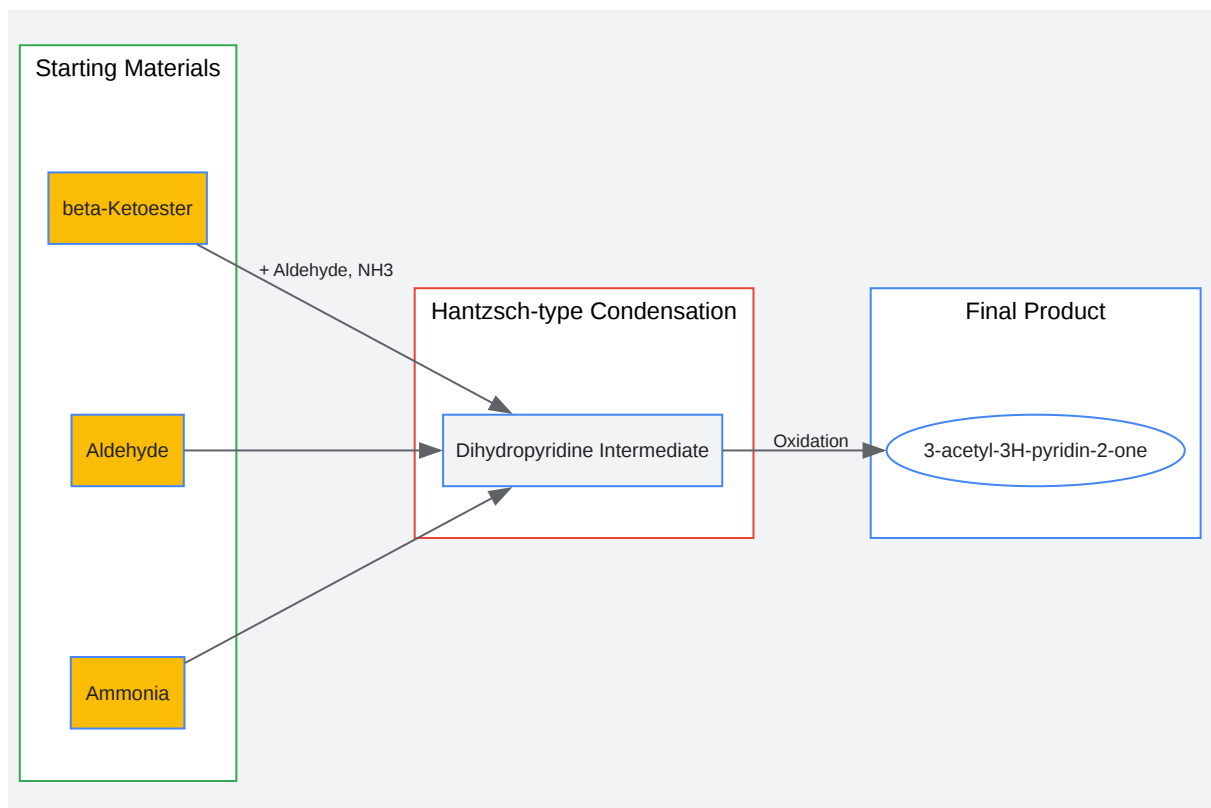 Starting Materials
beta-Ketoester
+ Aldehyde, NH3
Aldehyde
Ammonia
Hantzsch-type Condensation
Dihydropyridine Intermediate
Oxidation
Final Product
3-acetyl-3H-pyridin-2-one